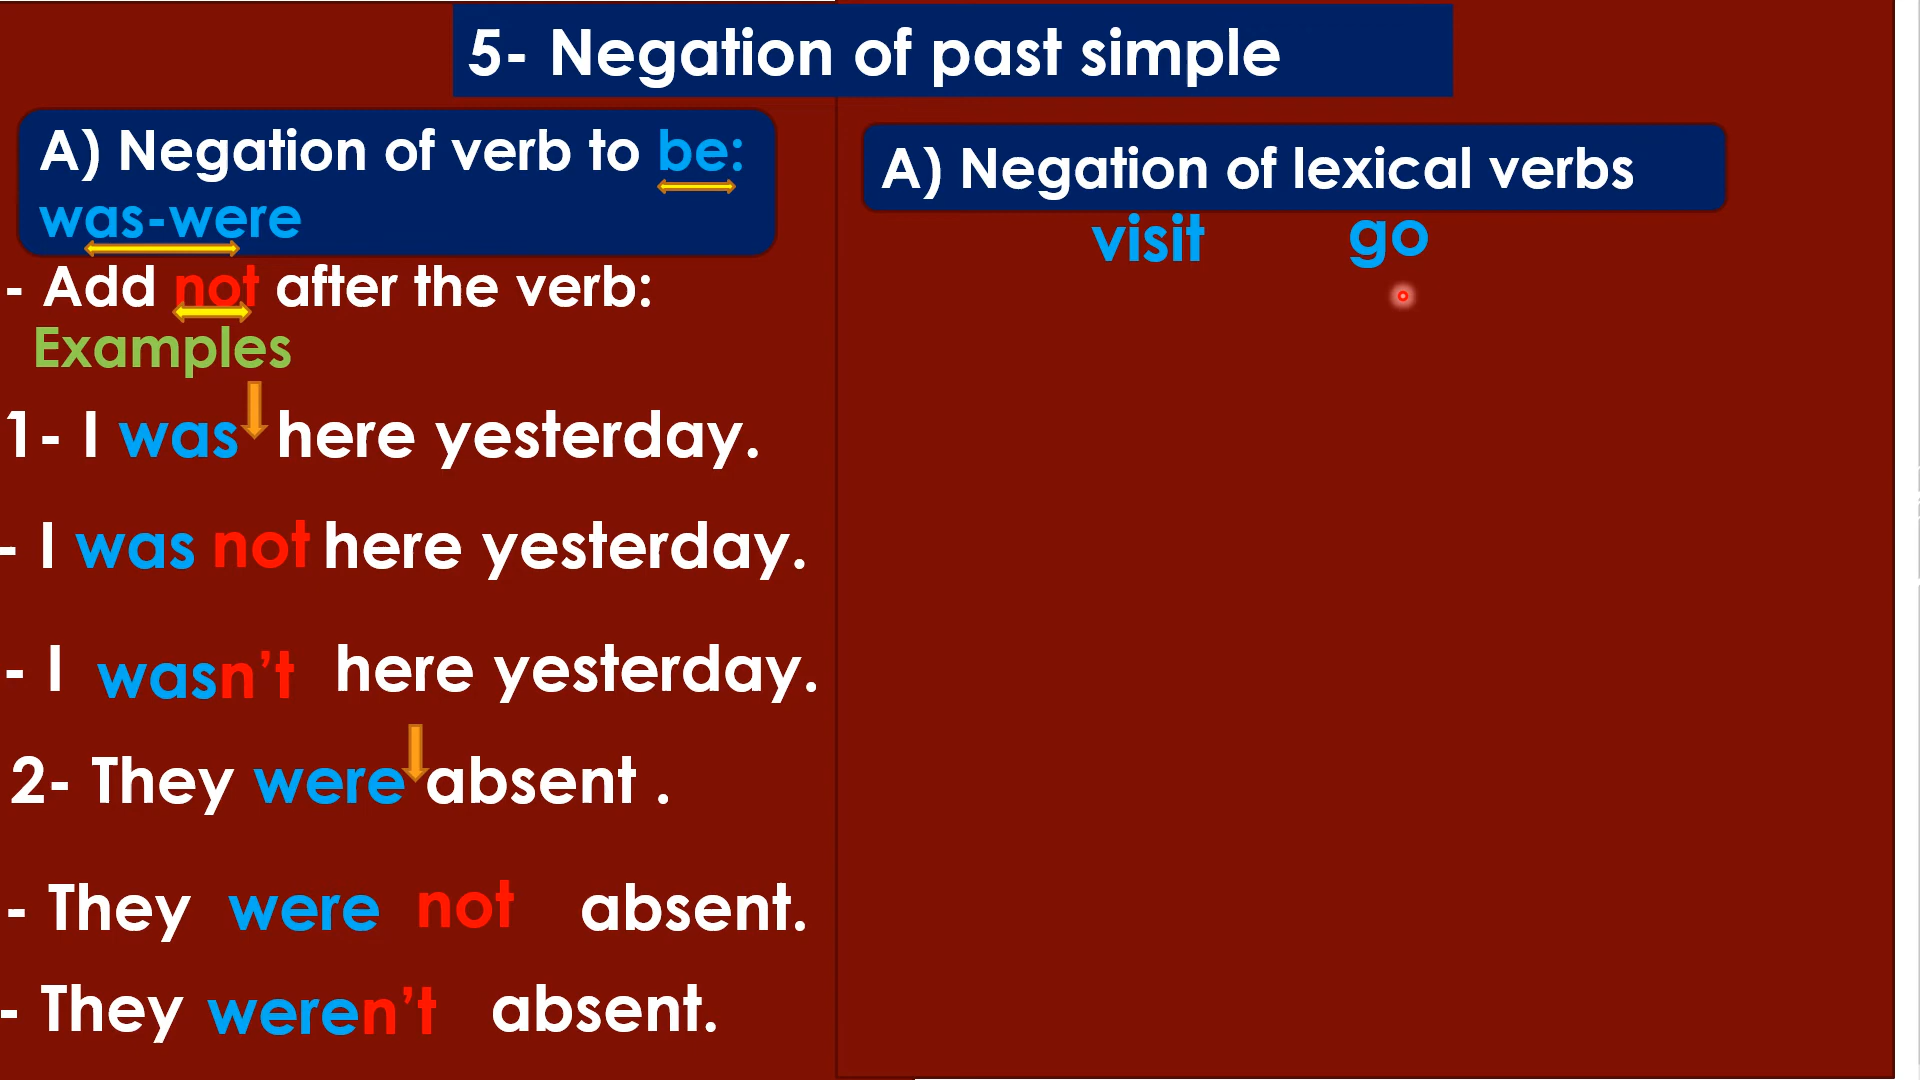 5- Negation of past simple
A) Negation of verb to be:
was-were
- Add not after the verb:
Examples
1- I was here yesterday.
- I was not here yesterday.
- I wasn't here yesterday.
2- They were absent .
- They were not absent.
- They weren't absent.
A) Negation of lexical verbs
visit go